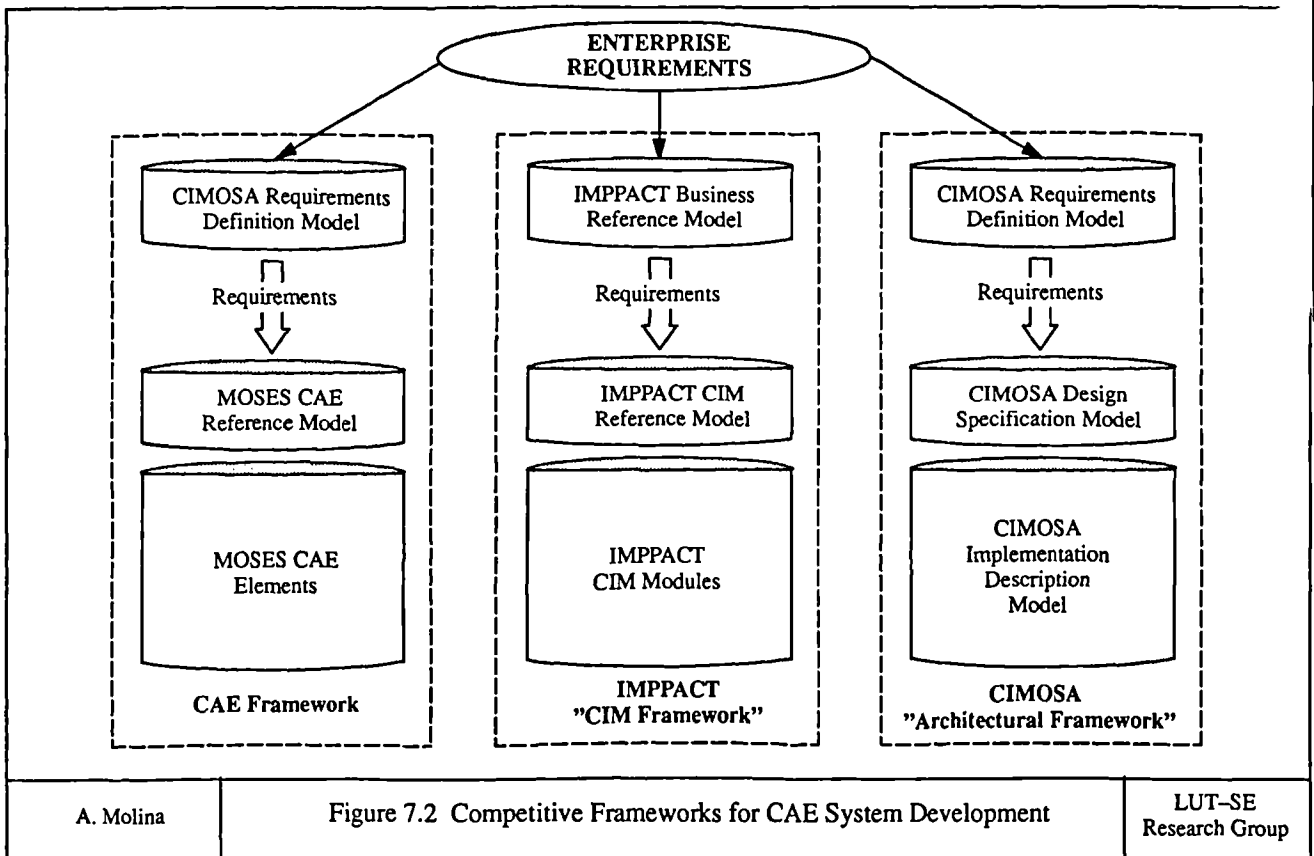 ENTERPRISE
REQUIREMENTS
CIMOSA Requirements
Definition Model
Requirements
MOSES CAE
Reference Model
MOSES CAE
Elements
CAE Framework
IMPPACT Business
Reference Model
Requirements
IMPPACT CIM
Reference Model
IMPPACT
CIM Modules
IMPPACT
"CIM Framework"
CIMOSA Requirements
Definition Model
Requirements
CIMOSA Design
Specification Model
CIMOSA
Implementation
Description
Model
CIMOSA
"Architectural Framework"
A. Molina
Figure 7.2 Competitive Frameworks for CAE System Development
LUT–SE
Research Group